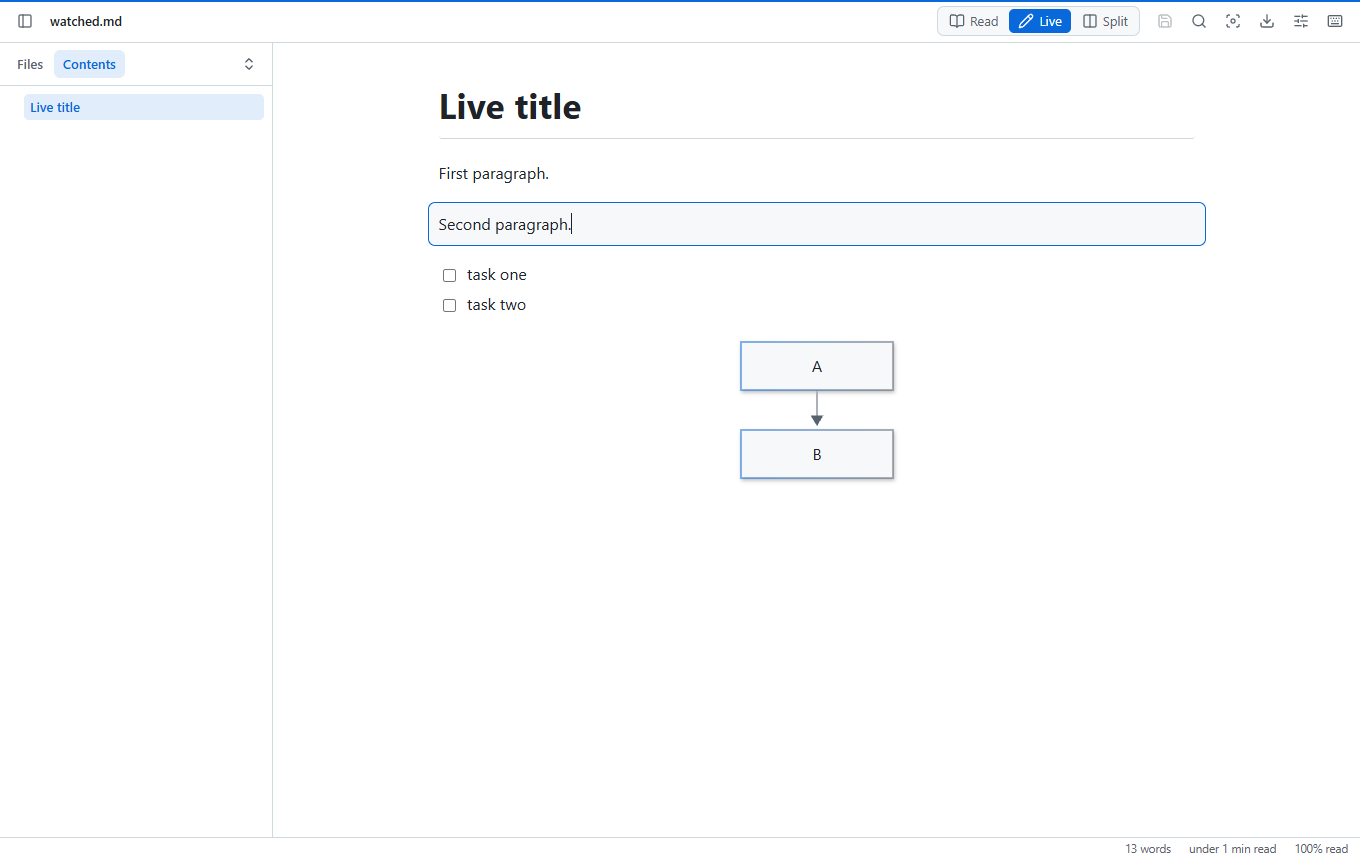 watched.md
Read
Live
Split
Files
Contents
Live title
Live title
First paragraph.
Second paragraph.
task one
task two
A
B
13 words
under 1 min read
100% read